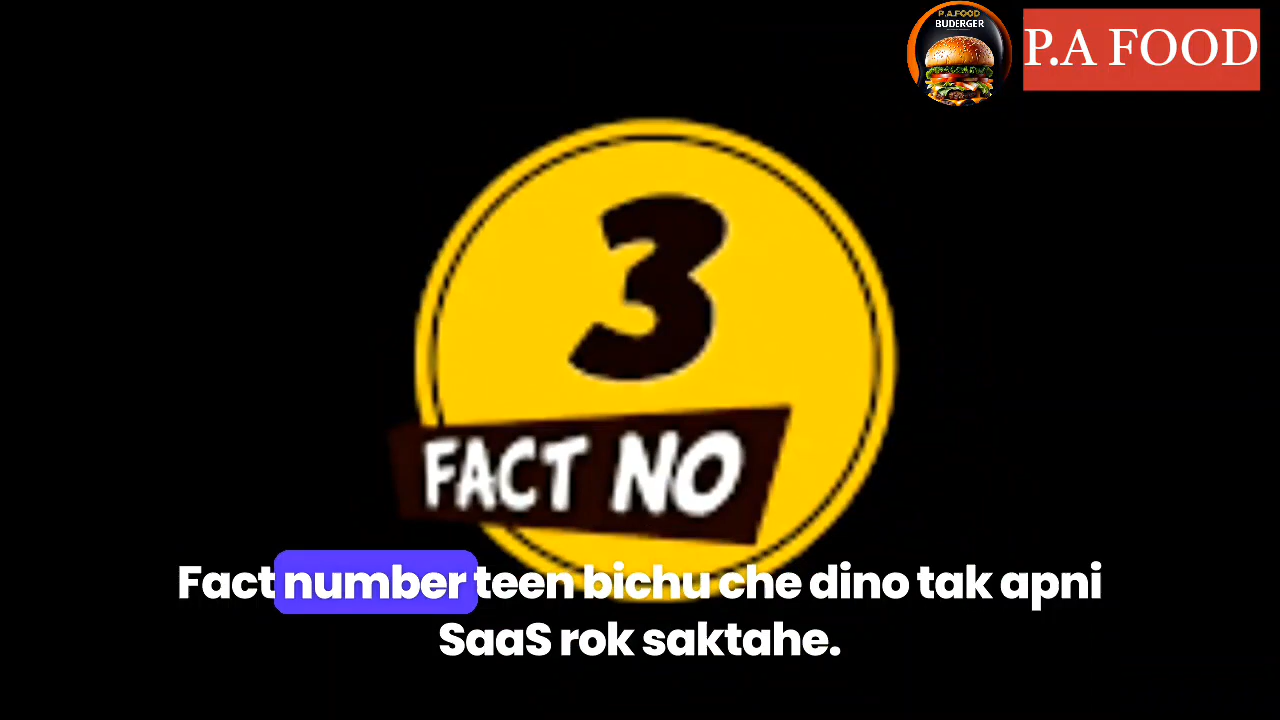 P.A.FOOD
BUDERGER
P.A FOOD
3
FACT NO
Fact number teen bichu che dino tak apni
SaaS rok saktahe.